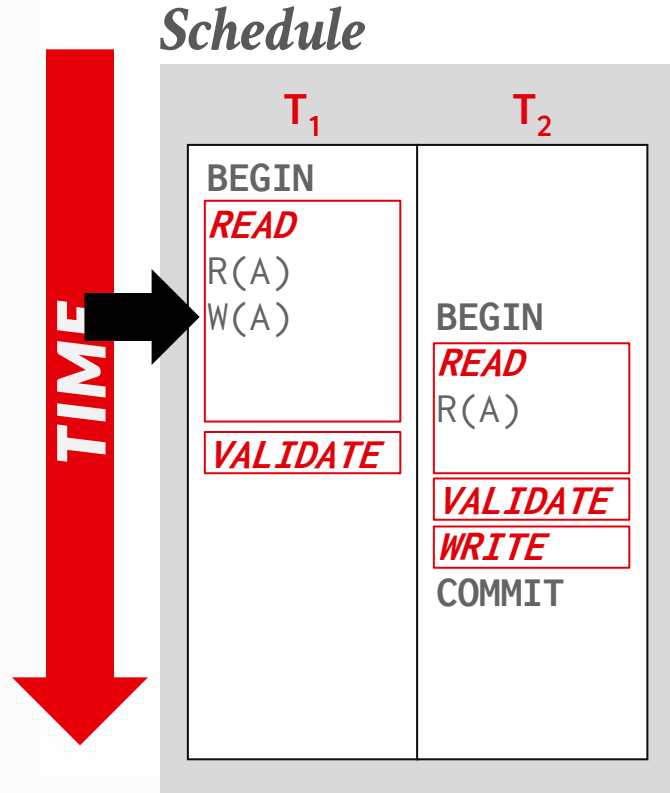 Schedule
TIME
T1
T2
BEGIN
READ
R(A)
W(A)
VALIDATE
BEGIN
READ
R(A)
VALIDATE
WRITE
COMMIT